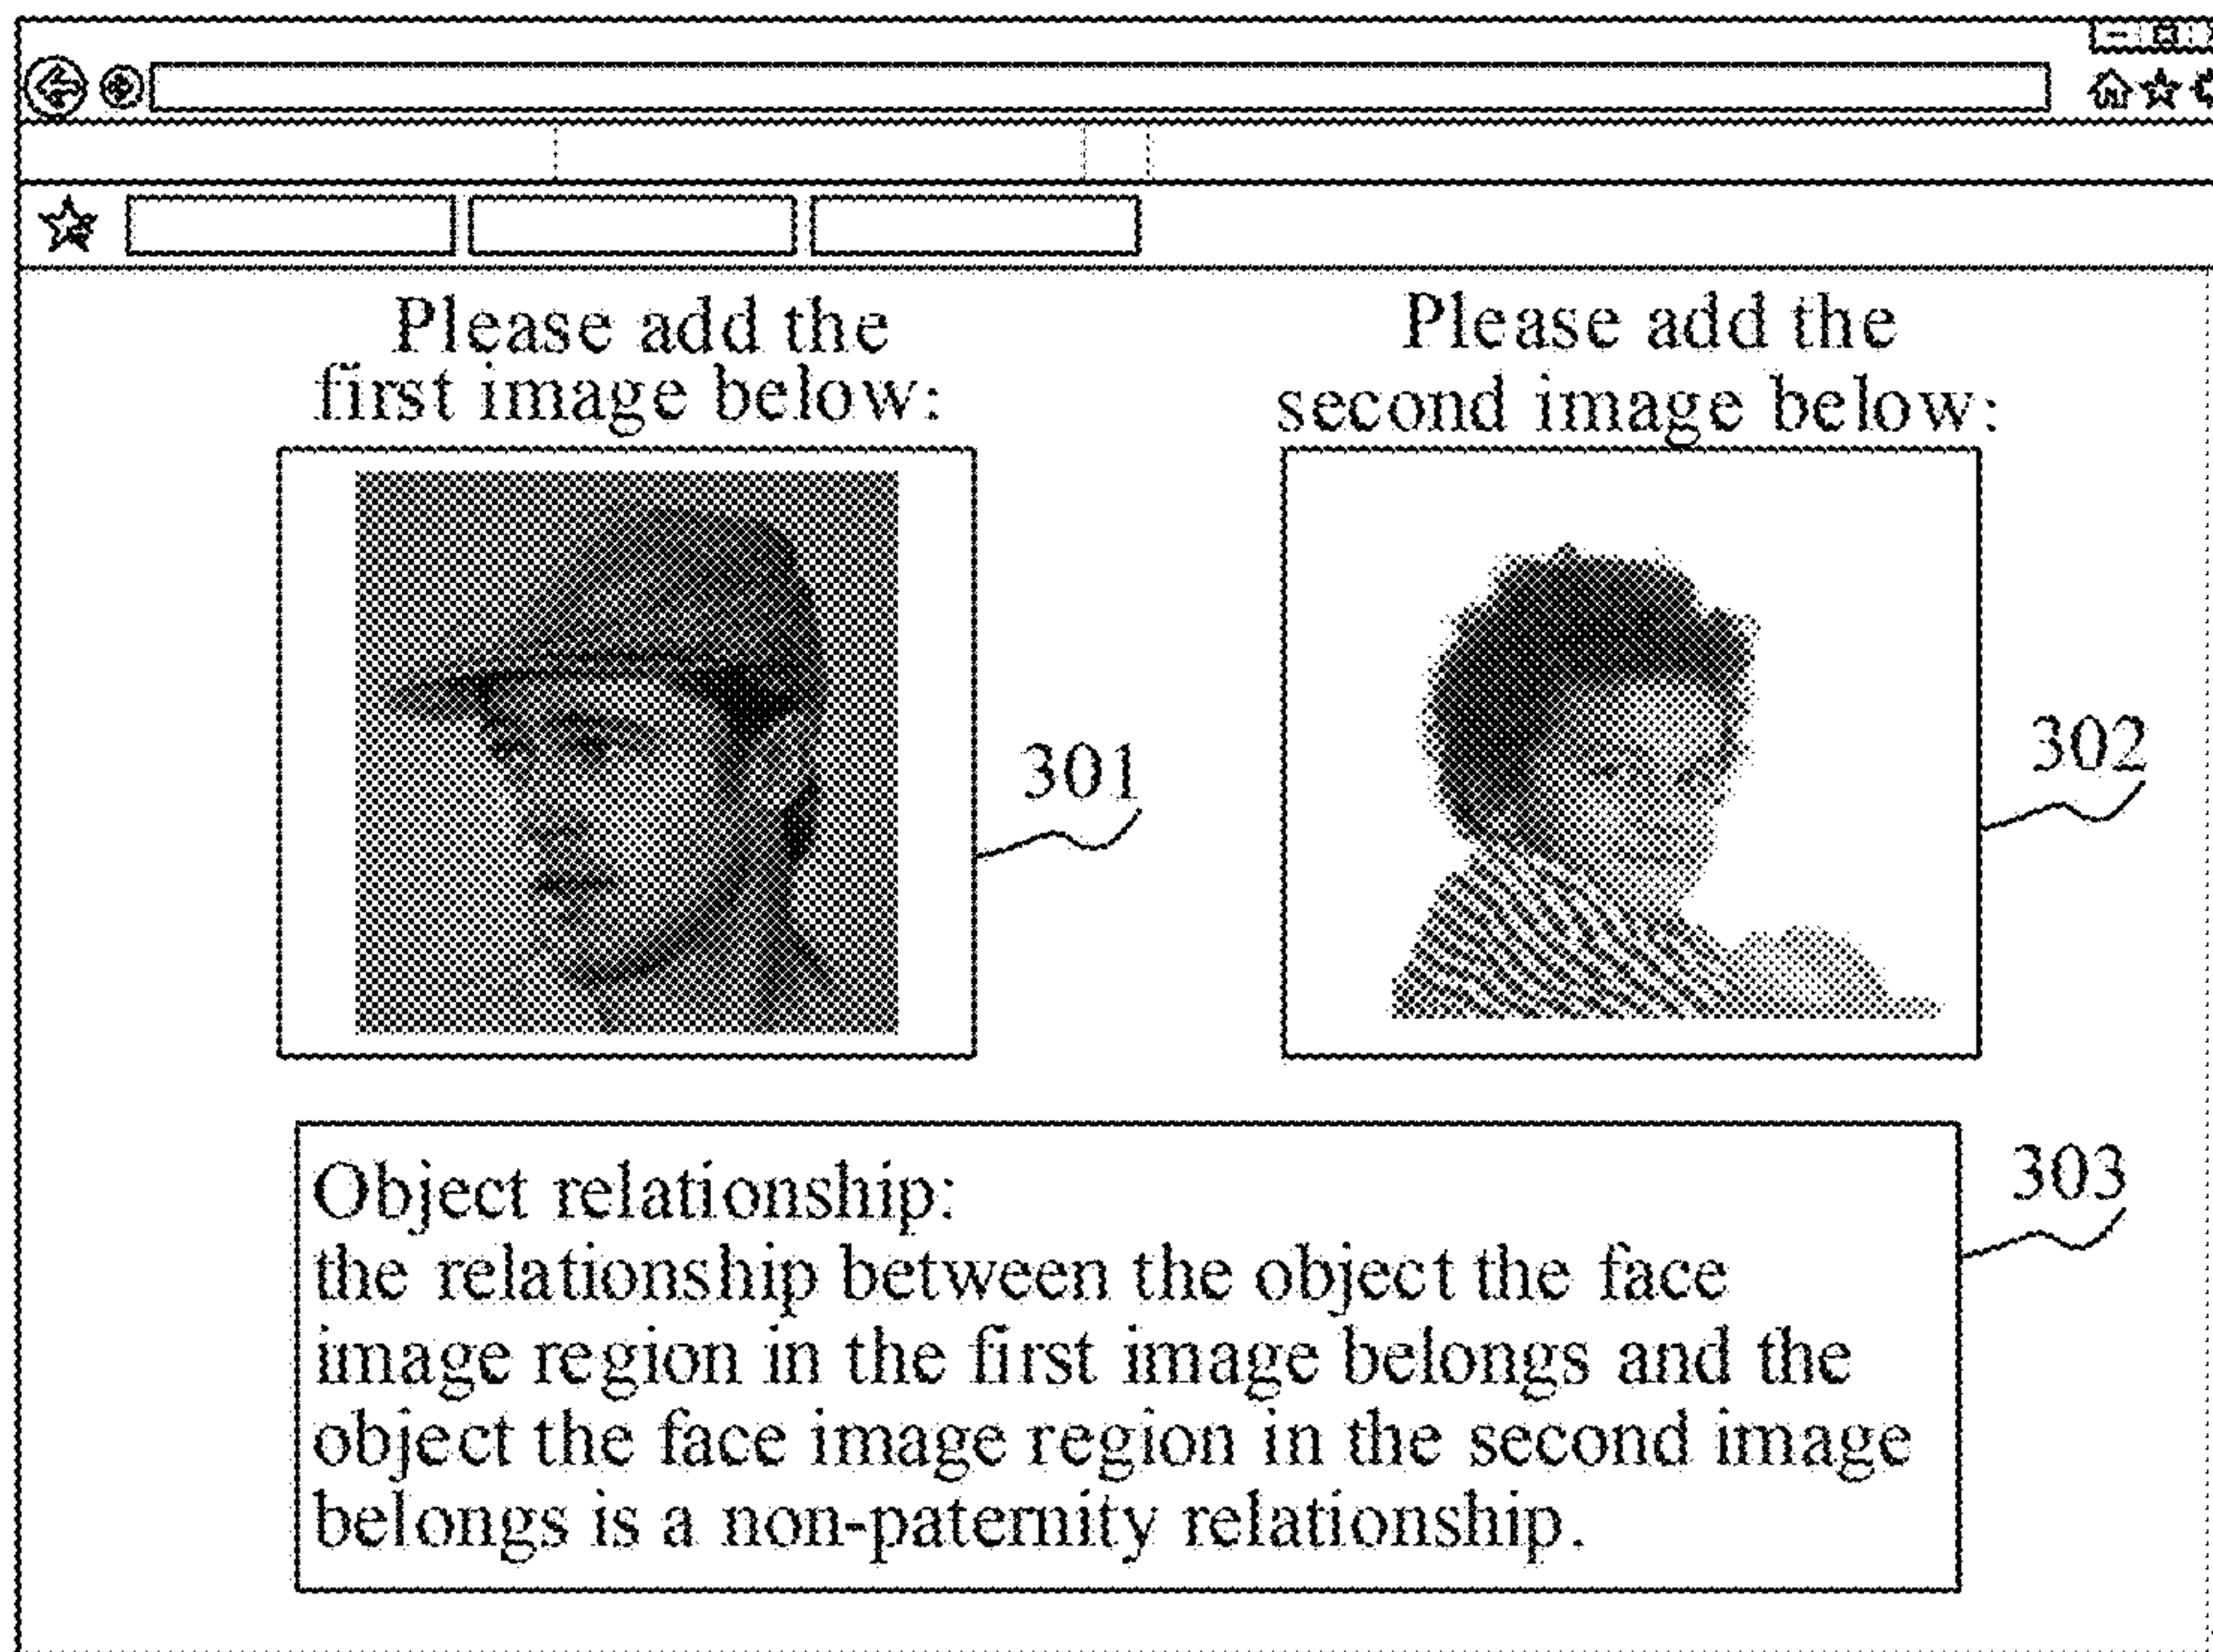 Please add the
first image below:
Please add the
second image below:
301
302
303
Object relationship:
the relationship between the object the face
image region in the first image belongs and the
object the face image region in the second image
belongs is a non-paternity relationship.